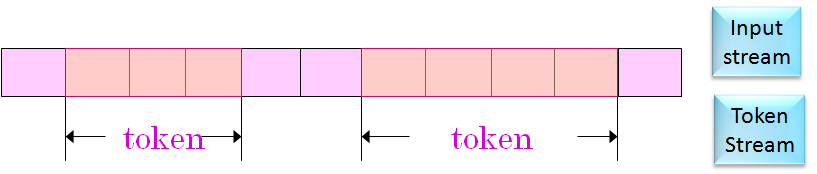 Input
stream
token
token
Token
Stream